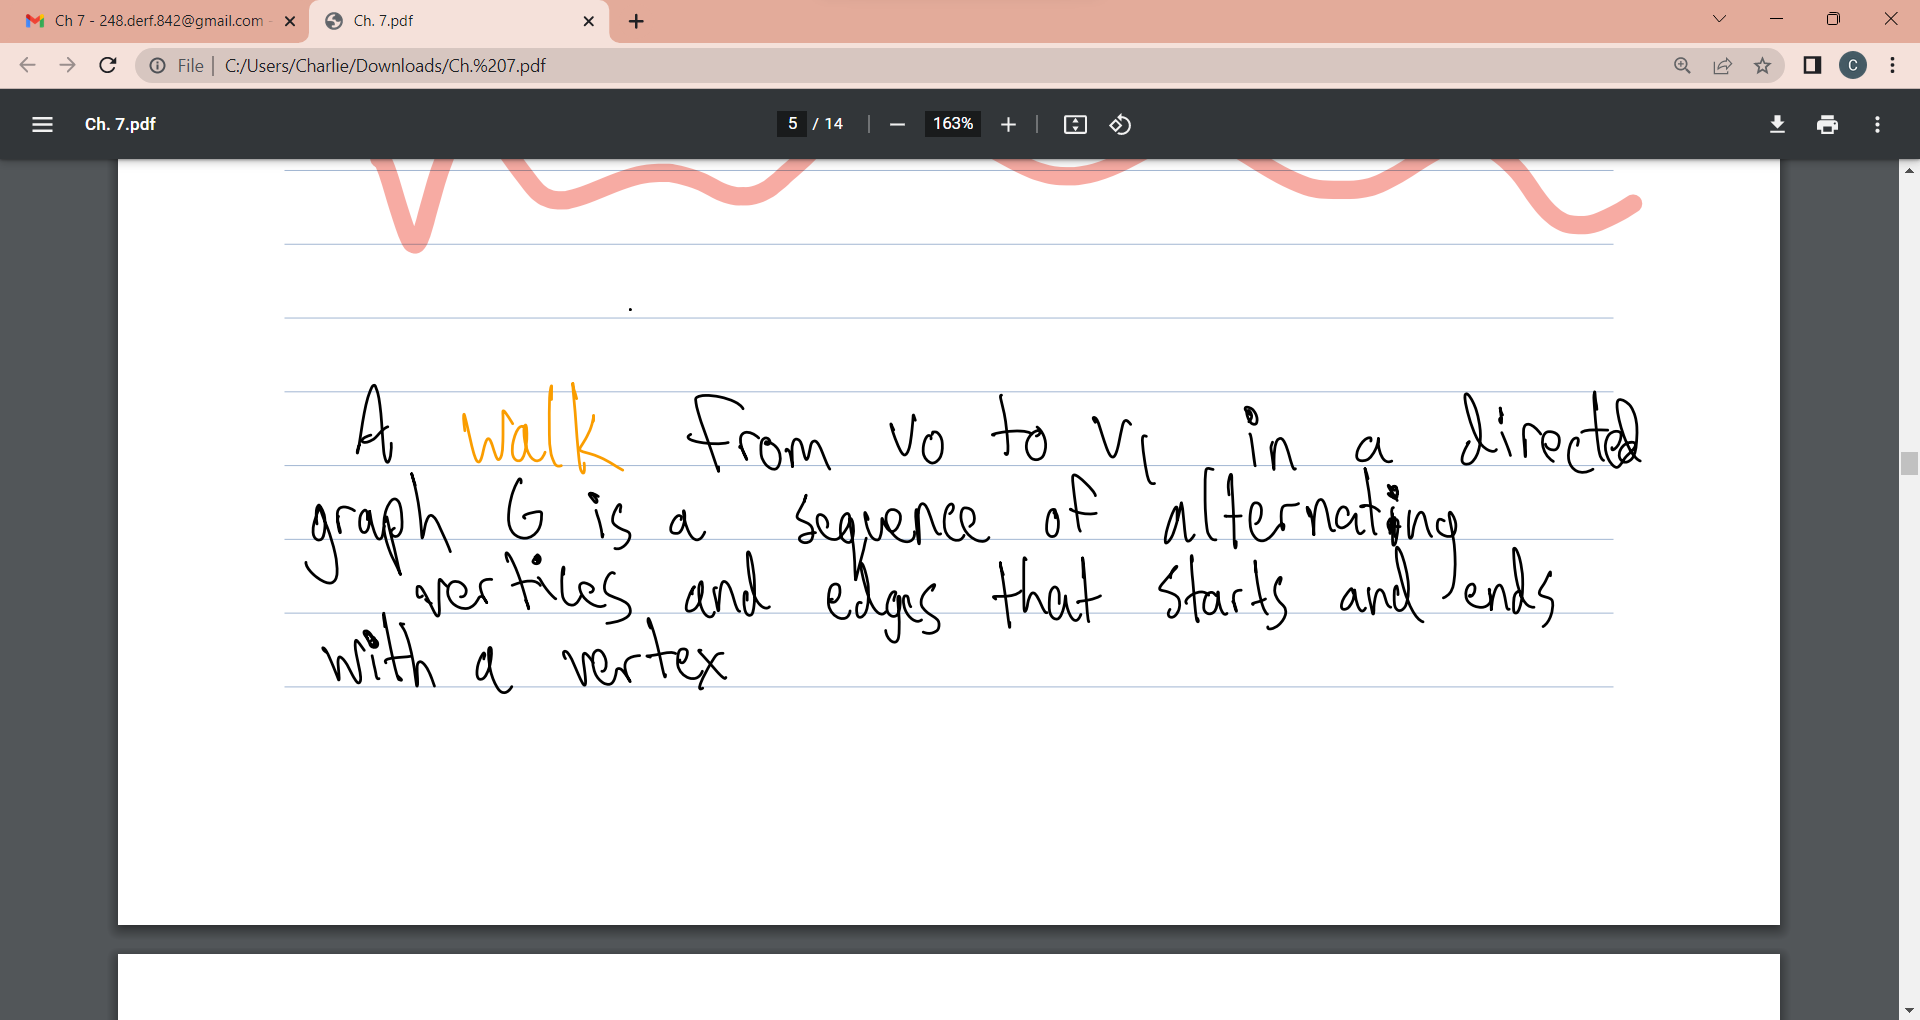 Ch 7 - 248.derf.842@gmail.com -
Ch. 7.pdf
File | C:/Users/Charlie/Downloads/Ch.%207.pdf
C
Ch. 7.pdf
5 / 14
163%
A walk from v0 to v1 in a directed
graph G is a sequence of alternating
vertices and edges that starts and ends
with a vertex